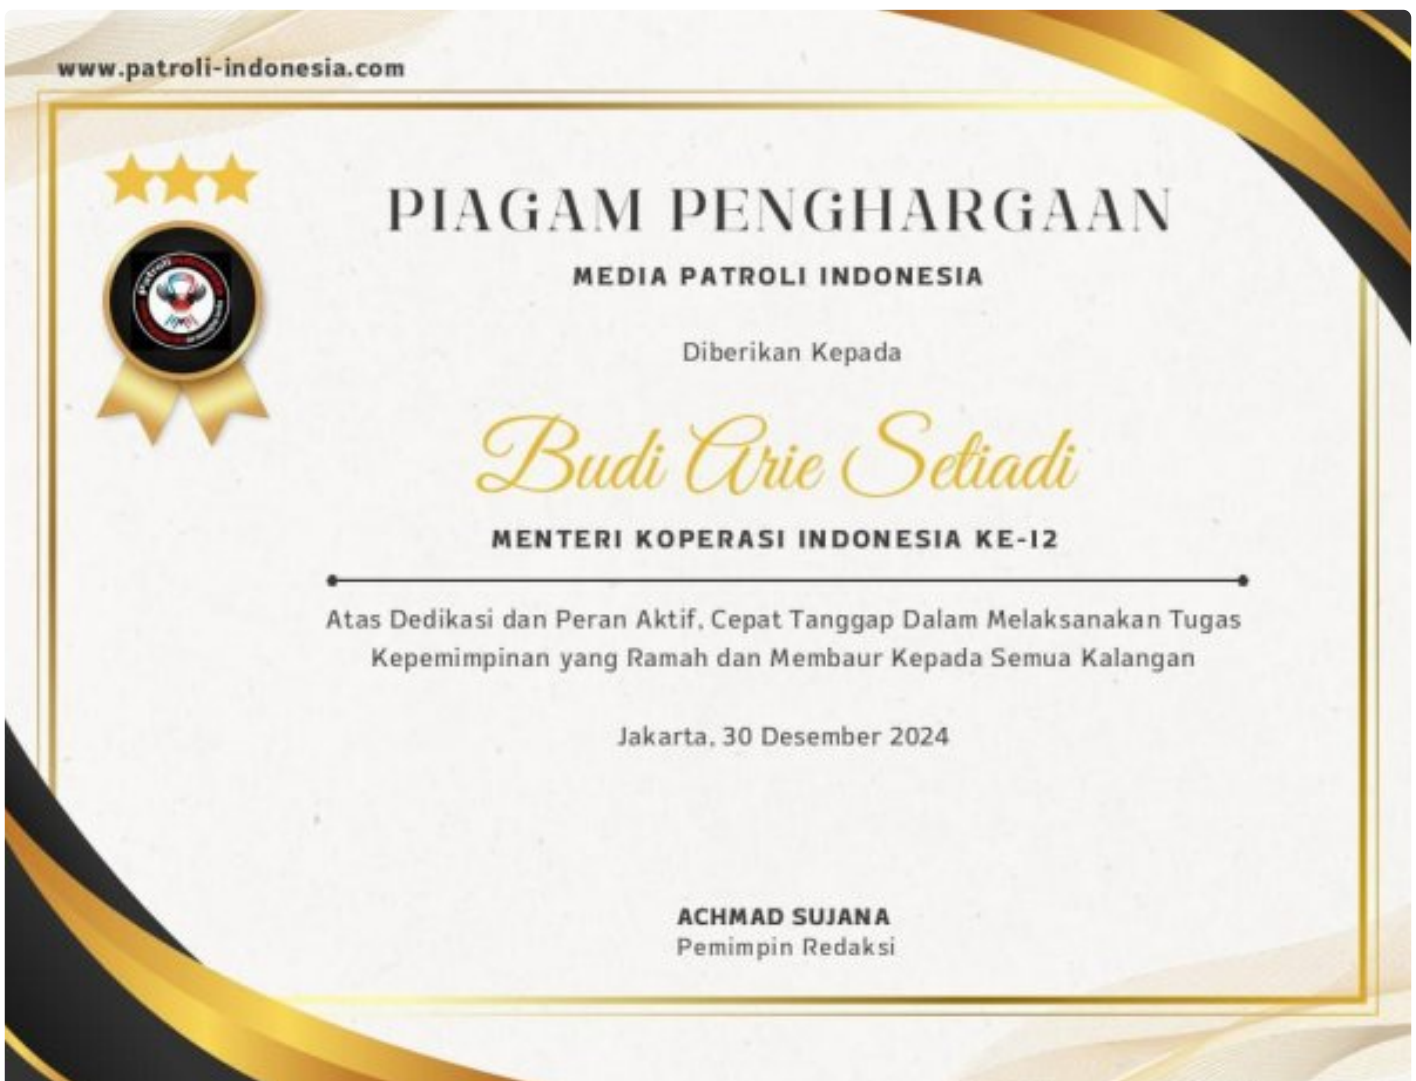 www.patroli-indonesia.com
PIAGAM PENGHARGAAN
MEDIA PATROLI INDONESIA
Diberikan Kepada
Budi Arie Setiadi
MENTERI KOPERASI INDONESIA KE-12
Atas Dedikasi dan Peran Aktif, Cepat Tanggap Dalam Melaksanakan Tugas
Kepemimpinan yang Ramah dan Membaur Kepada Semua Kalangan
Jakarta, 30 Desember 2024
ACHMAD SUJANA
Pemimpin Redaksi